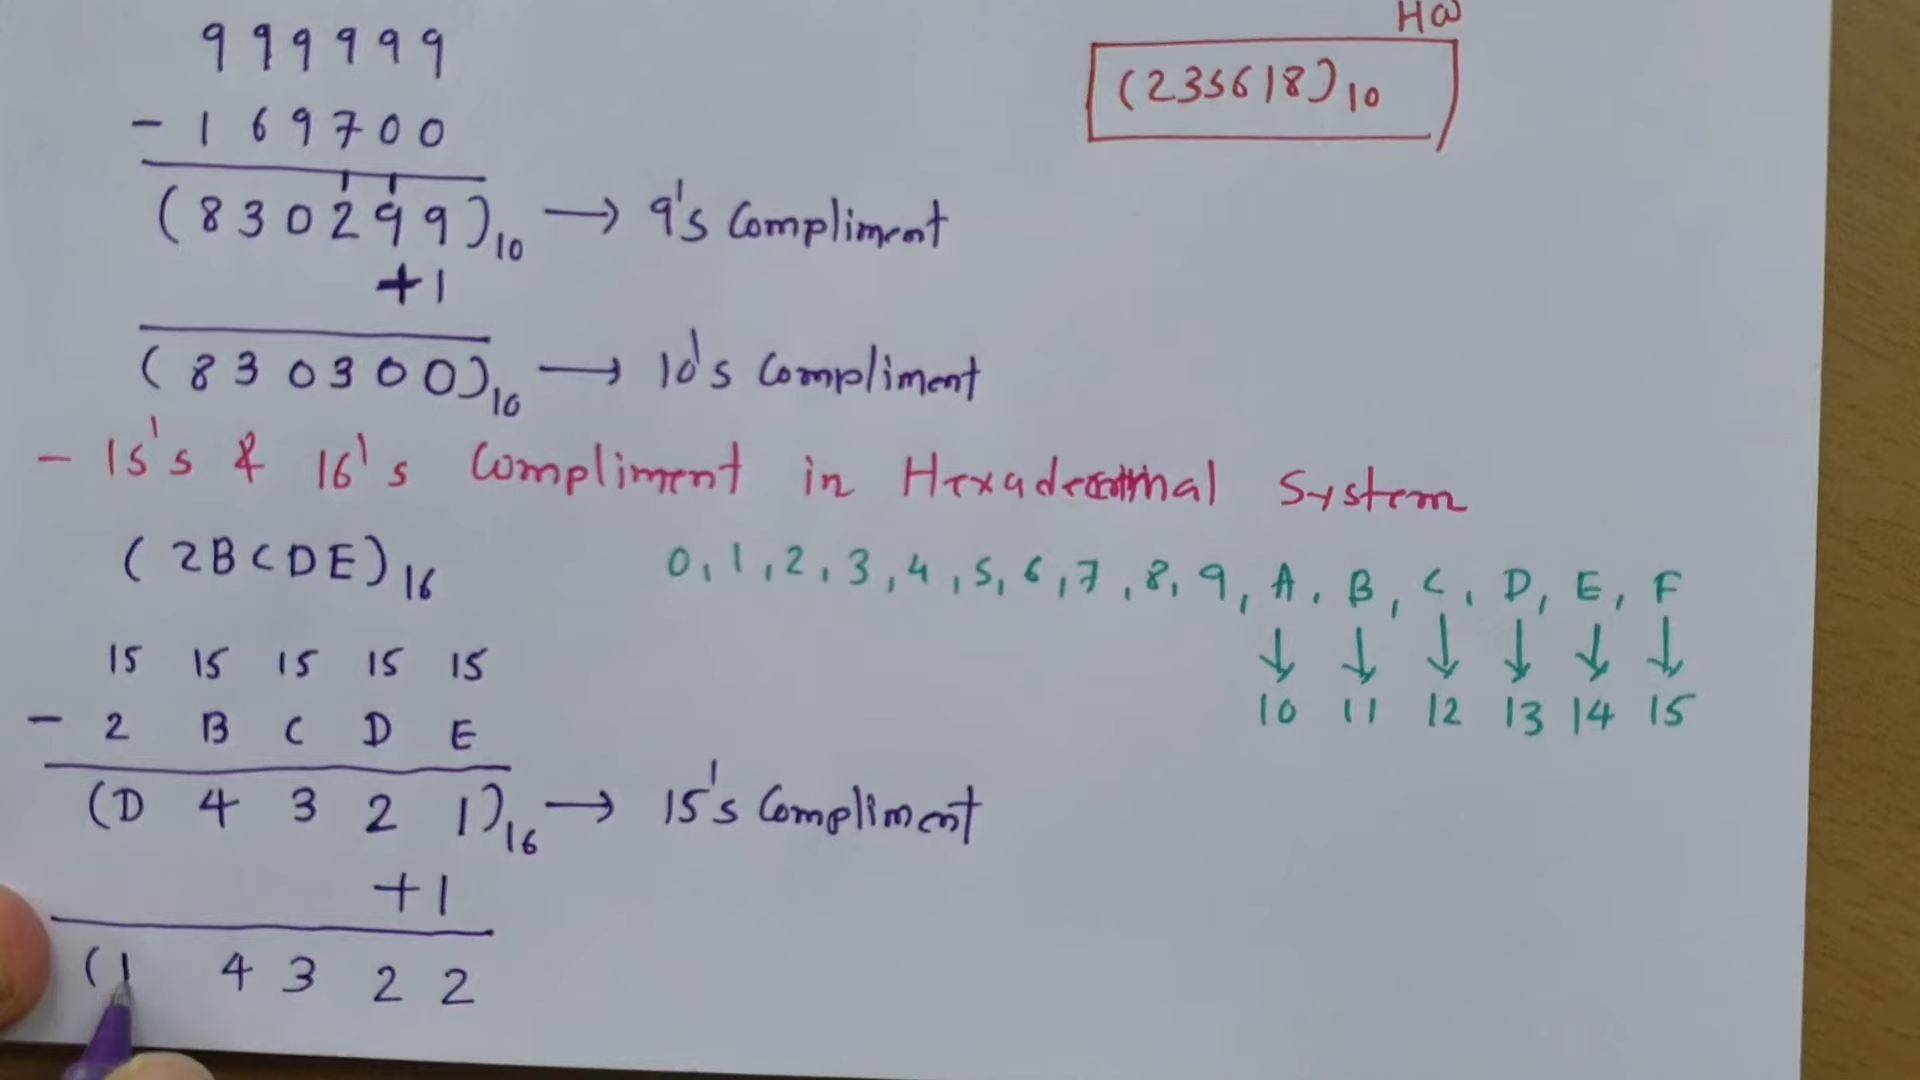 HW
999999
(235618)10
- 169700
(830299)10 → 9's Compliment
+1
(830300)10 → 10's Compliment
- 15's & 16's Compliment in Hexadecimal System
(2BCDE)16
0, 1, 2, 3, 4, 5, 6, 7, 8, 9, A, B, C, D, E, F
↓ ↓ ↓ ↓ ↓ ↓
10 11 12 13 14 15
15 15 15 15 15
- 2 B C D E
(D 4 3 2 1)16 → 15's Compliment
+1
( 4 3 2 2